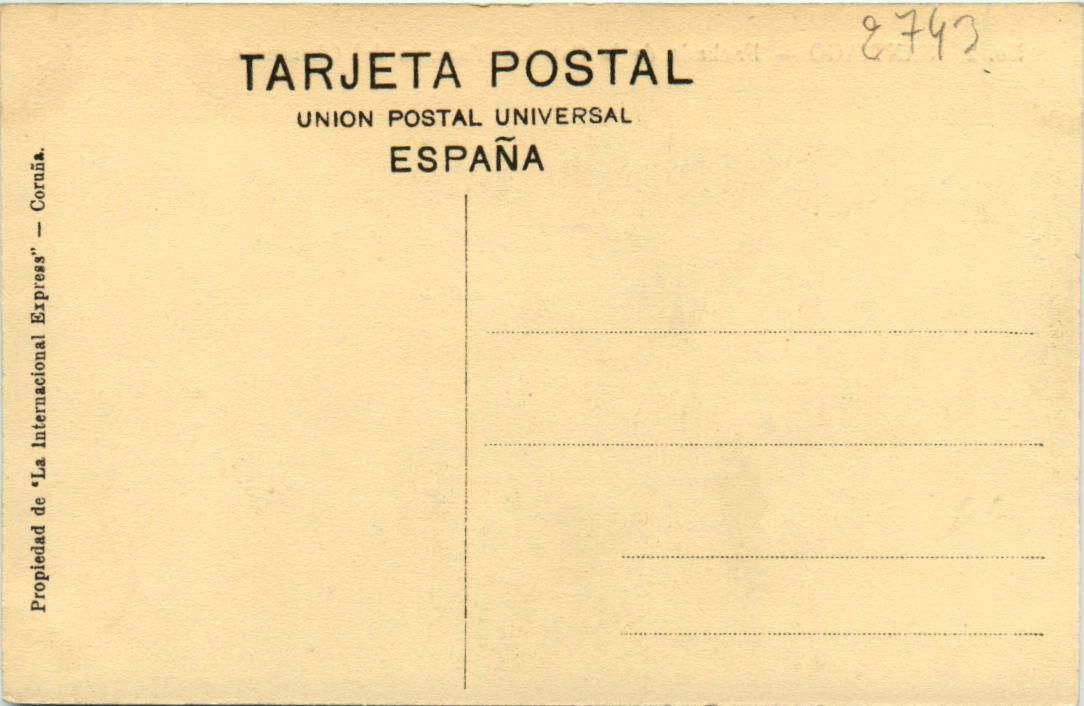 2743
TARJETA POSTAL
UNION POSTAL UNIVERSAL
ESPAÑA
Propiedad de “La Internacional Express” — Coruña.